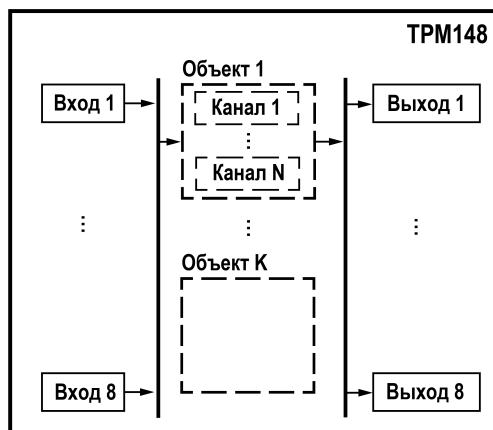 ТРМ148
Объект 1
Вход 1
Канал 1
Выход 1
Канал N
Объект K
Вход 8
Выход 8